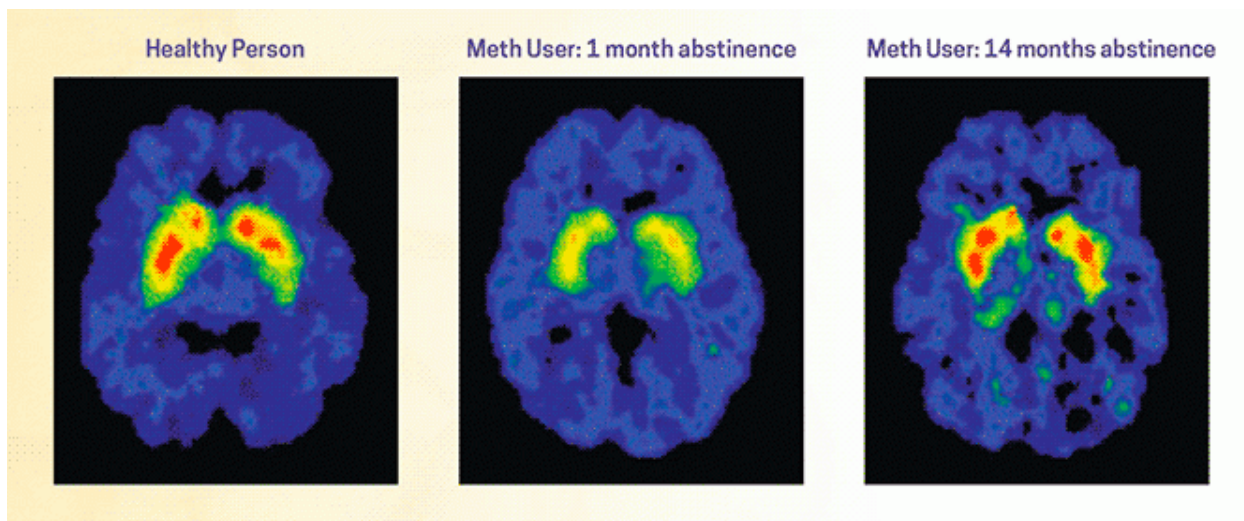 Healthy Person
Meth User: 1 month abstinence
Meth User: 14 months abstinence